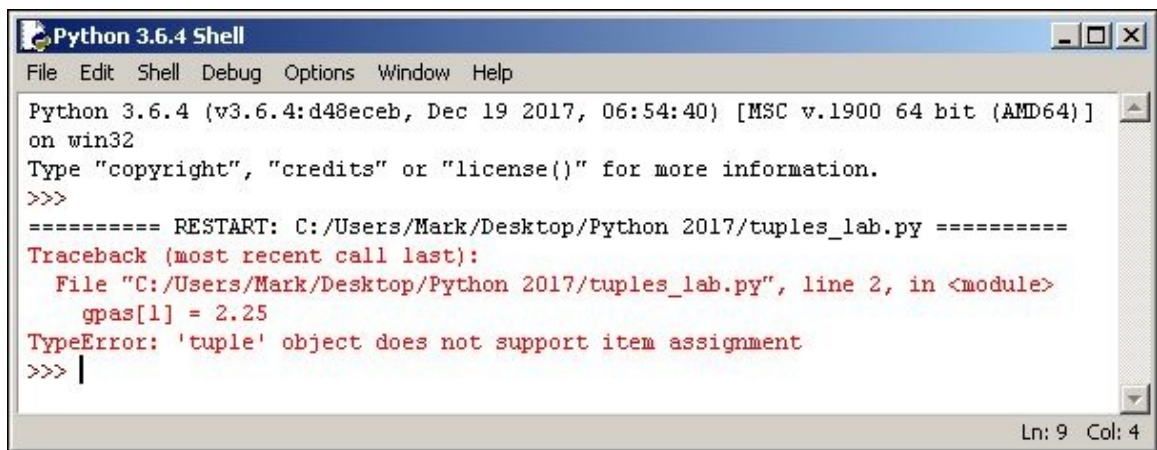 Python 3.6.4 Shell
File Edit Shell Debug Options Window Help
Python 3.6.4 (v3.6.4:d48eceb, Dec 19 2017, 06:54:40) [MSC v.1900 64 bit (AMD64)]
on win32
Type "copyright", "credits" or "license()" for more information.
>>>
========== RESTART: C:/Users/Mark/Desktop/Python 2017/tuples_lab.py ==========
Traceback (most recent call last):
  File "C:/Users/Mark/Desktop/Python 2017/tuples_lab.py", line 2, in <module>
    gpas[1] = 2.25
TypeError: 'tuple' object does not support item assignment
>>>
Ln: 9 Col: 4